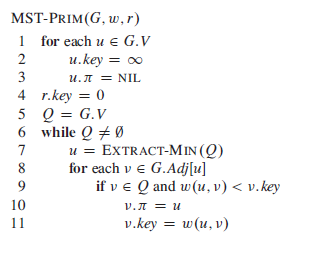 MST-PRIM(G, w, r)
1 for each u ∈ G.V
2 u.key = ∞
3 u.π = NIL
4 r.key = 0
5 Q = G.V
6 while Q ≠ ∅
7 u = EXTRACT-MIN(Q)
8 for each v ∈ G.Adj[u]
9 if v ∈ Q and w(u, v) < v.key
10 v.π = u
11 v.key = w(u, v)